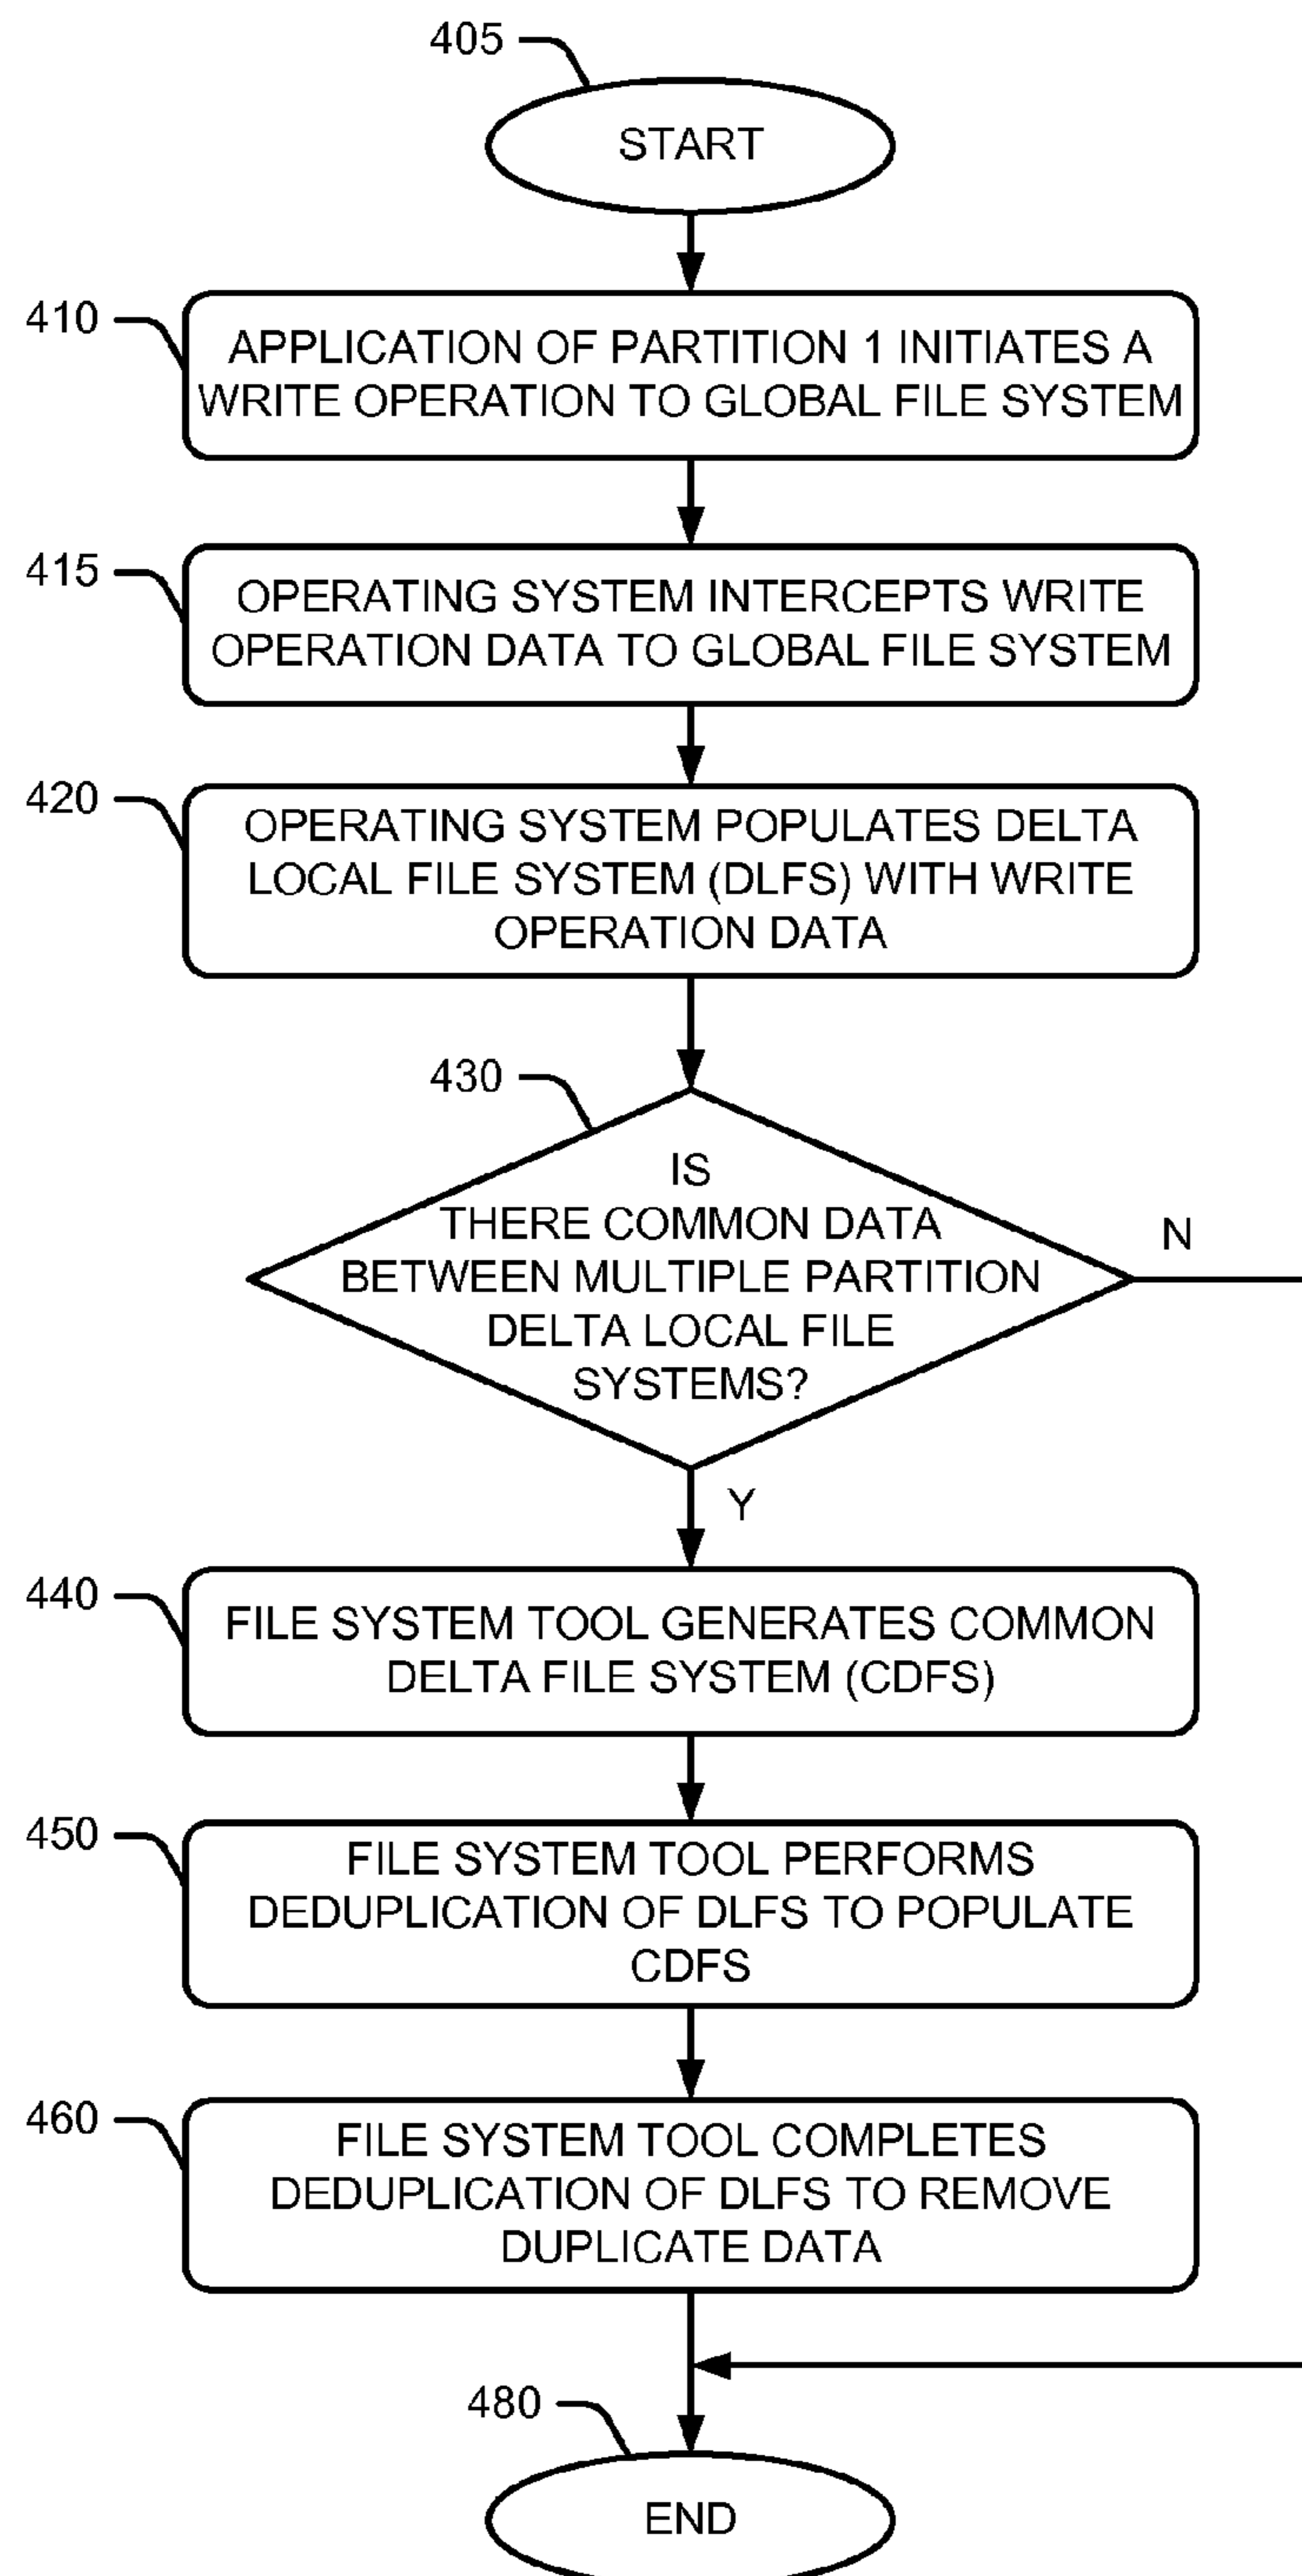 405
START
410
APPLICATION OF PARTITION 1 INITIATES A
WRITE OPERATION TO GLOBAL FILE SYSTEM
415
OPERATING SYSTEM INTERCEPTS WRITE
OPERATION DATA TO GLOBAL FILE SYSTEM
420
OPERATING SYSTEM POPULATES DELTA
LOCAL FILE SYSTEM (DLFS) WITH WRITE
OPERATION DATA
430
IS
THERE COMMON DATA
BETWEEN MULTIPLE PARTITION
DELTA LOCAL FILE
SYSTEMS?
N
Y
440
FILE SYSTEM TOOL GENERATES COMMON
DELTA FILE SYSTEM (CDFS)
450
FILE SYSTEM TOOL PERFORMS
DEDUPLICATION OF DLFS TO POPULATE
CDFS
460
FILE SYSTEM TOOL COMPLETES
DEDUPLICATION OF DLFS TO REMOVE
DUPLICATE DATA
480
END